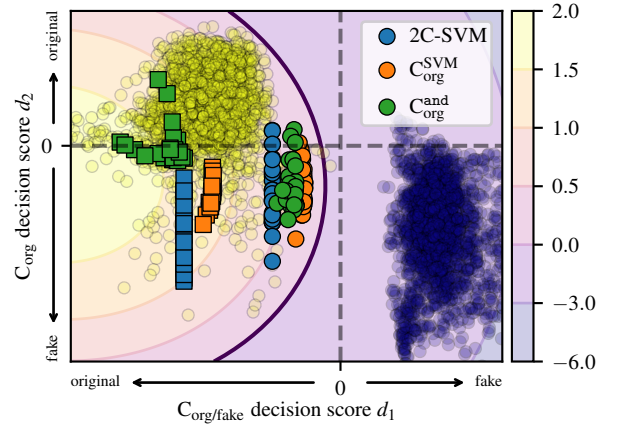 original
0
fake
C_org decision score d_2
2C-SVM
C_org^SVM
C_org^and
2.0
1.5
1.0
0.5
0.0
−3.0
−6.0
original 0 fake
C_org/fake decision score d_1